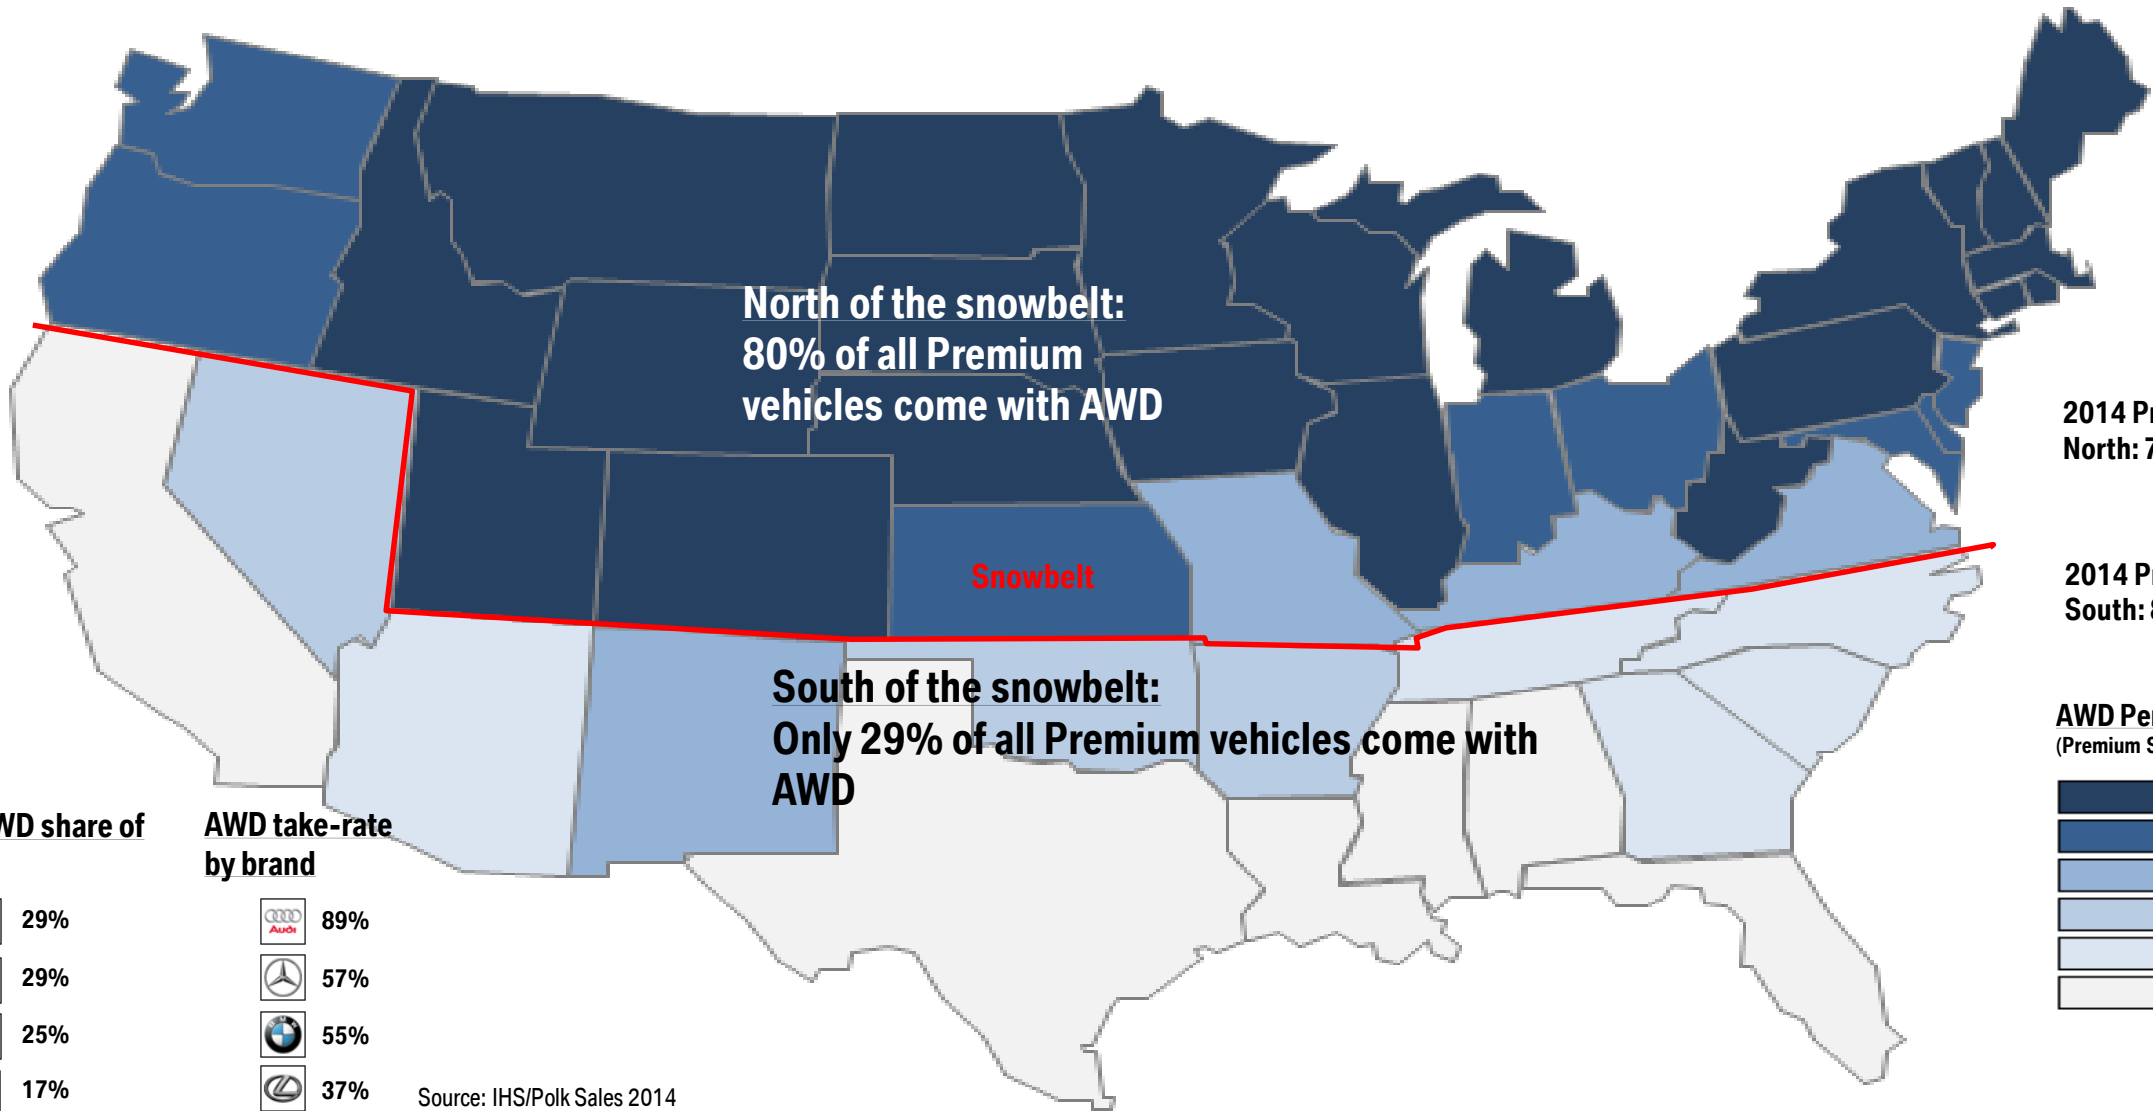 North of the snowbelt:
80% of all Premium
vehicles come with AWD
2014 Pr
North: 7
Snowbelt
2014 Pr
South: 8
South of the snowbelt:
Only 29% of all Premium vehicles come with
AWD
AWD Per
(Premium S
WD share of
29%
29%
25%
17%
AWD take-rate
by brand
Audi 89%
57%
BMW 55%
37%
Source: IHS/Polk Sales 2014